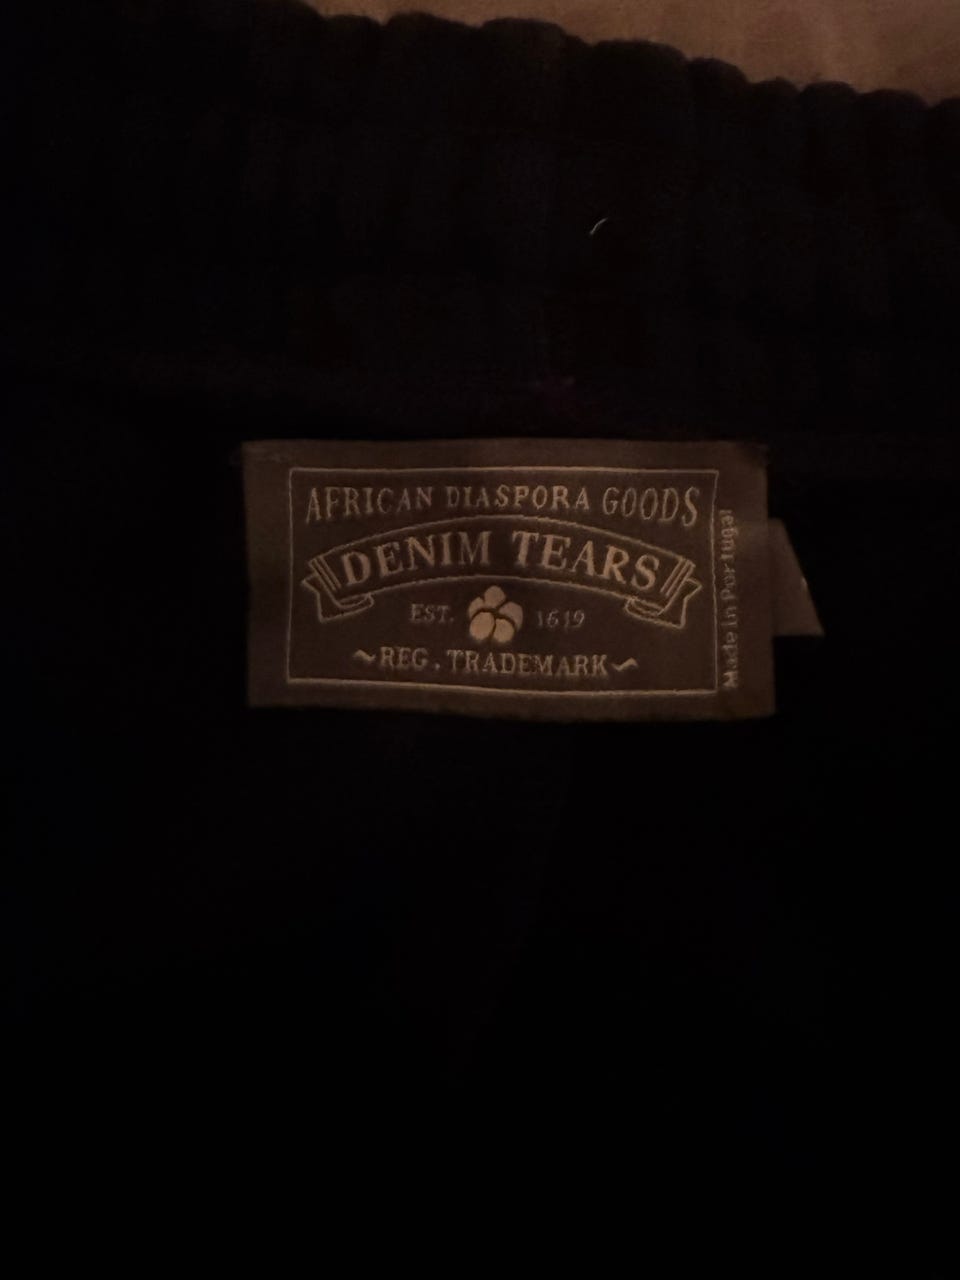 AFRICAN DIASPORA GOODS
DENIM TEARS
EST. 1619
~REG. TRADEMARK~
Made in Portugal